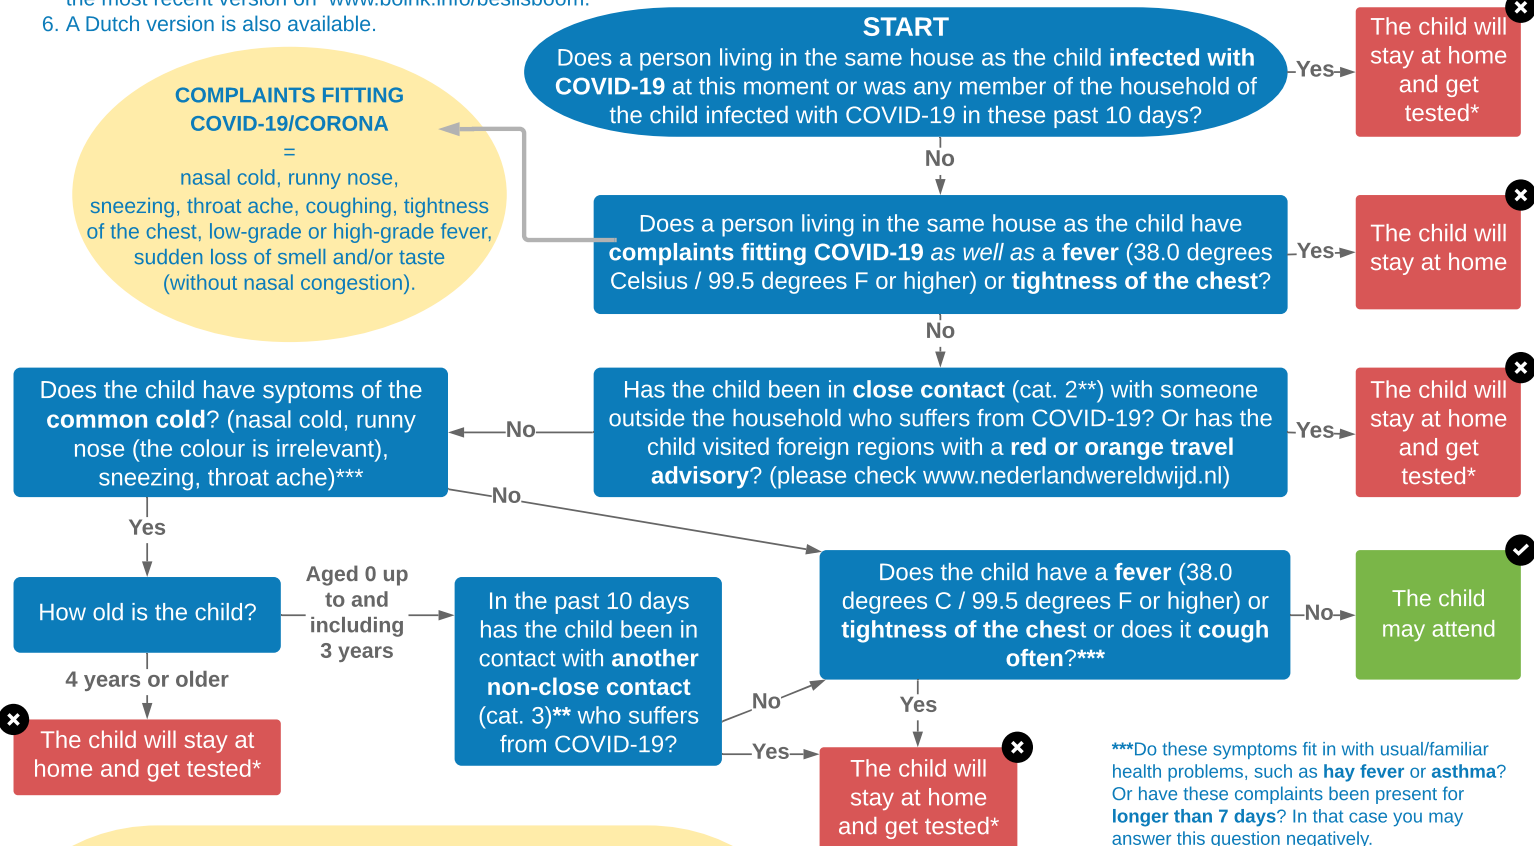 the most recent version on www.boink.info/beslisboom.
6. A Dutch version is also available.
COMPLAINTS FITTING
COVID-19/CORONA
=
nasal cold, runny nose,
sneezing, throat ache, coughing, tightness
of the chest, low-grade or high-grade fever,
sudden loss of smell and/or taste
(without nasal congestion).
START
Does a person living in the same house as the child infected with
COVID-19 at this moment or was any member of the household of
the child infected with COVID-19 in these past 10 days?
Yes
The child will
stay at home
and get
tested*
No
Does a person living in the same house as the child have
complaints fitting COVID-19 as well as a fever (38.0 degrees
Celsius / 99.5 degrees F or higher) or tightness of the chest?
Yes
The child will
stay at home
No
Has the child been in close contact (cat. 2**) with someone
outside the household who suffers from COVID-19? Or has the
child visited foreign regions with a red or orange travel
advisory? (please check www.nederlandwereldwijd.nl)
Yes
The child will
stay at home
and get
tested*
No
Does the child have syptoms of the
common cold? (nasal cold, runny
nose (the colour is irrelevant),
sneezing, throat ache)***
No
Yes
How old is the child?
Aged 0 up
to and
including
3 years
4 years or older
The child will stay at
home and get tested*
In the past 10 days
has the child been in
contact with another
non-close contact
(cat. 3)** who suffers
from COVID-19?
No
Yes
Does the child have a fever (38.0
degrees C / 99.5 degrees F or higher) or
tightness of the chest or does it cough
often?***
No
The child
may attend
Yes
The child will
stay at home
and get tested*
***Do these symptoms fit in with usual/familiar
health problems, such as hay fever or asthma?
Or have these complaints been present for
longer than 7 days? In that case you may
answer this question negatively.